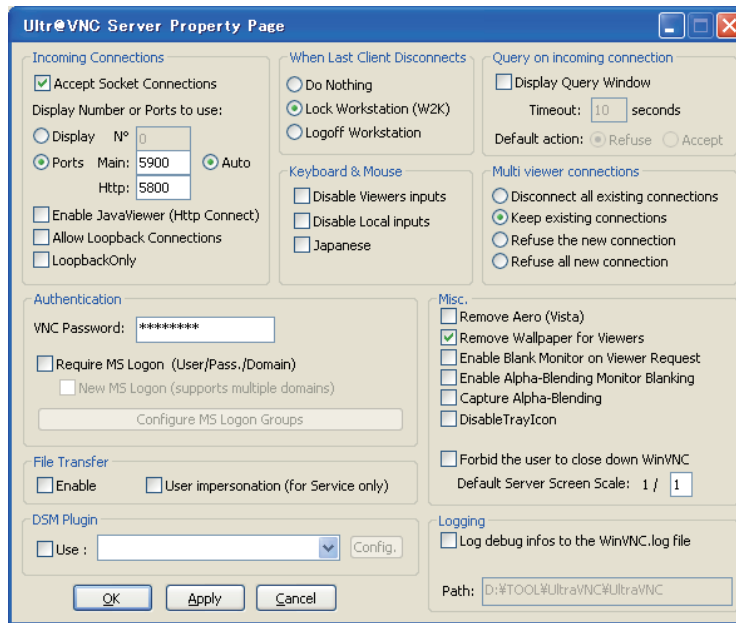 Ultr@VNC Server Property Page
Incoming Connections
Accept Socket Connections
Display Number or Ports to use:
Display N° 0
Ports Main: 5900 Auto
Http: 5800
Enable JavaViewer (Http Connect)
Allow Loopback Connections
LoopbackOnly
When Last Client Disconnects
Do Nothing
Lock Workstation (W2K)
Logoff Workstation
Keyboard & Mouse
Disable Viewers inputs
Disable Local inputs
Japanese
Query on incoming connection
Display Query Window
Timeout: 10 seconds
Default action: Refuse Accept
Multi viewer connections
Disconnect all existing connections
Keep existing connections
Refuse the new connection
Refuse all new connection
Authentication
VNC Password: ********
Require MS Logon (User/Pass./Domain)
New MS Logon (supports multiple domains)
Configure MS Logon Groups
File Transfer
Enable User impersonation (for Service only)
DSM Plugin
Use : Config.
Misc.
Remove Aero (Vista)
Remove Wallpaper for Viewers
Enable Blank Monitor on Viewer Request
Enable Alpha-Blending Monitor Blanking
Capture Alpha-Blending
DisableTrayIcon
Forbid the user to close down WinVNC
Default Server Screen Scale: 1 / 1
Logging
Log debug infos to the WinVNC.log file
Path: D:¥TOOL¥UltraVNC¥UltraVNC
OK Apply Cancel